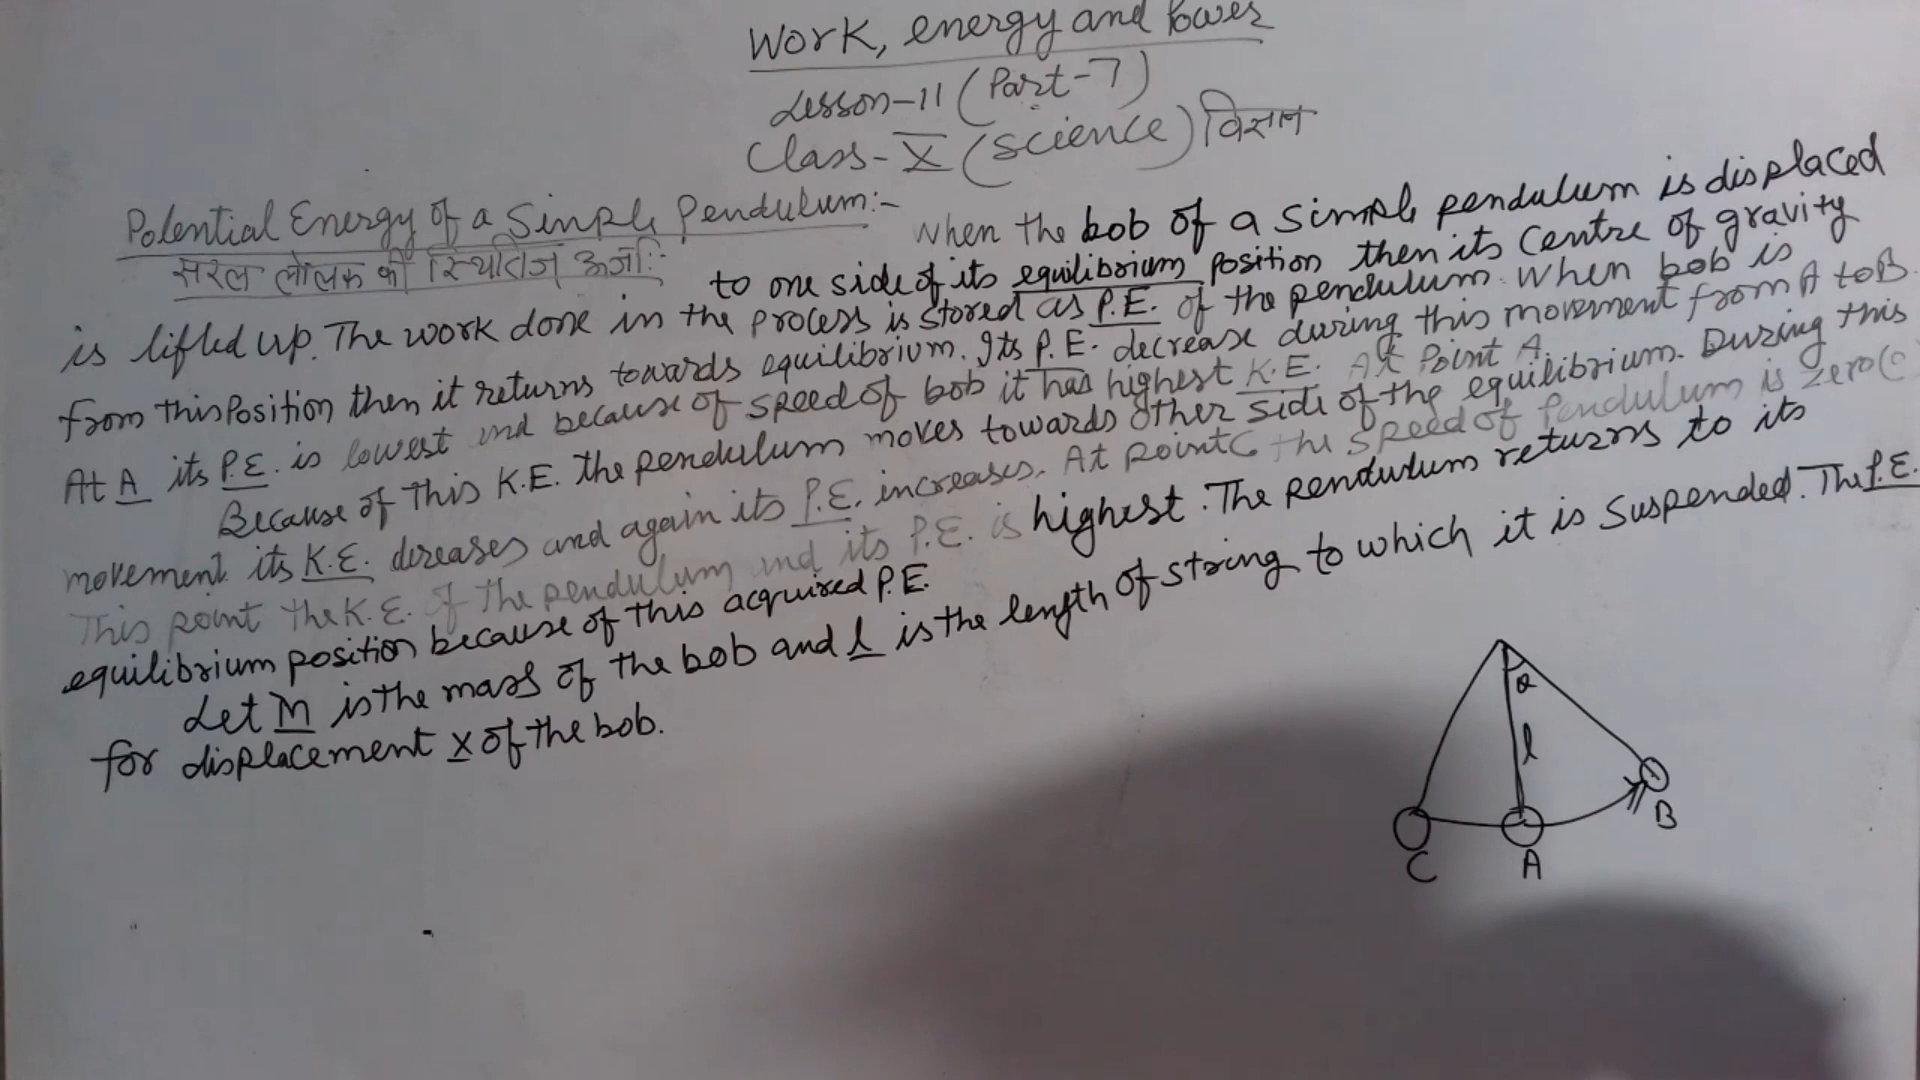 Work, energy and Power
Lesson-11 (Part-7)
Class-X (Science) विज्ञान
Potential Energy of a Simple Pendulum:- When the bob of a simple pendulum is displaced
सरल लोलक की स्थितिज ऊर्जा:- to one side of its equilibrium position then its Centre of gravity
is lifted up. The work done in the process is stored as P.E. of the pendulum. When bob is
from this Position then it returns towards equilibrium. Its P.E. decrease during this movement from A to B.
At A its P.E. is lowest and because of speed of bob it has highest K.E. At Point A
Because of this K.E. the pendulum moves towards other side of the equilibrium. During this
movement its K.E. dereases and again its P.E. increases. At point C the speed of Pendulum is zero(0
This point the K.E. of the pendulum and its P.E. is highest. The Pendulum returns to its
equilibrium position because of this acquired P.E.
Let M is the mass of the bob and l is the length of string to which it is Suspended. The P.E.
for displacement x of the bob.
l
C
A
B